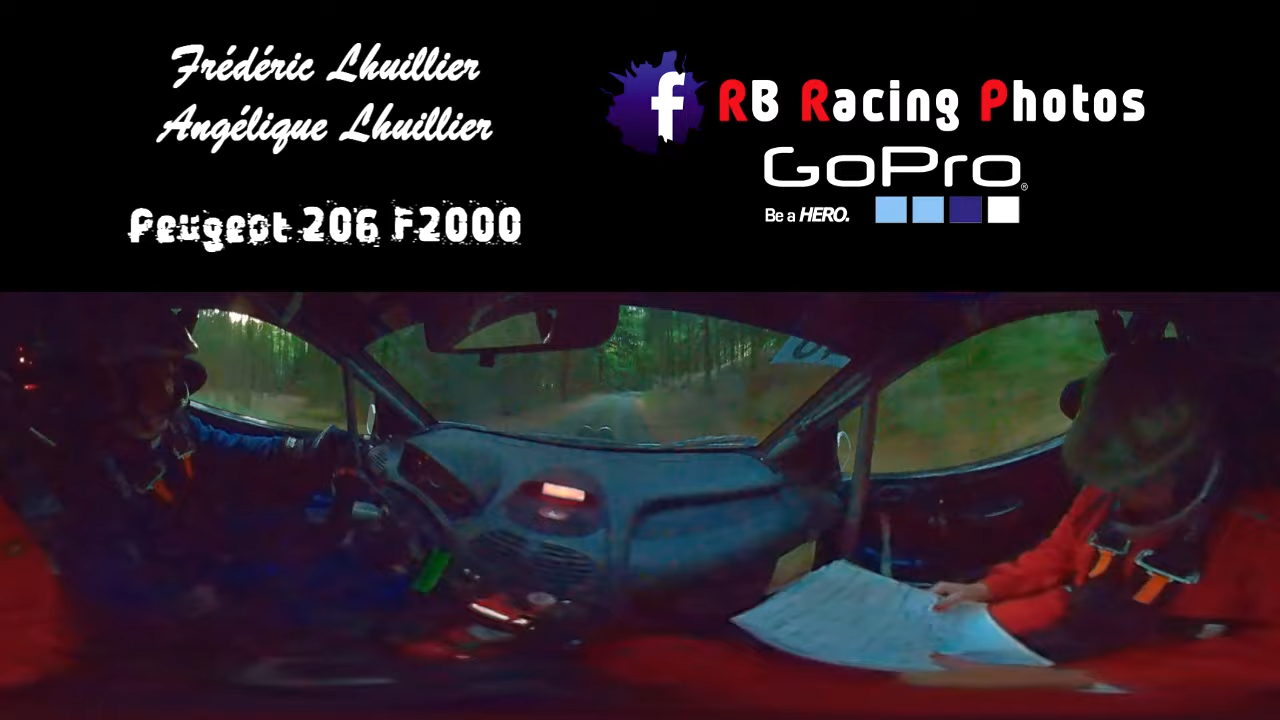 Frédéric Lhuillier
Angélique Lhuillier
Peugeot 206 F2000
f RB Racing Photos
GoPro®
Be a HERO.